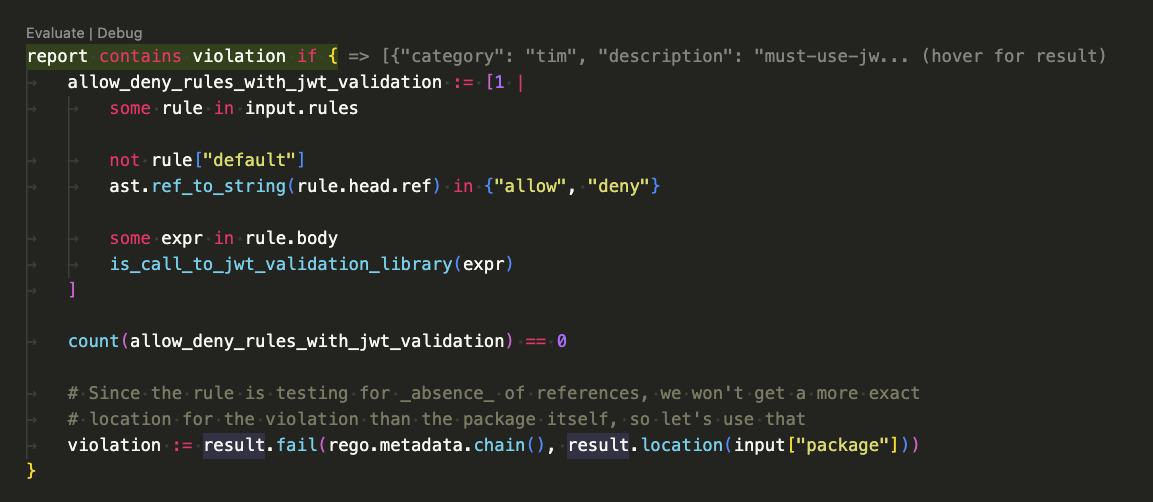 Evaluate | Debug
report contains violation if { => [{"category": "tim", "description": "must-use-jw... (hover for result)
allow_deny_rules_with_jwt_validation := [1 |
some rule in input.rules
not rule["default"]
ast.ref_to_string(rule.head.ref) in {"allow", "deny"}
some expr in rule.body
is_call_to_jwt_validation_library(expr)
]
count(allow_deny_rules_with_jwt_validation) == 0
# Since the rule is testing for _absence_ of references, we won't get a more exact
# location for the violation than the package itself, so let's use that
violation := result.fail(rego.metadata.chain(), result.location(input["package"]))
}